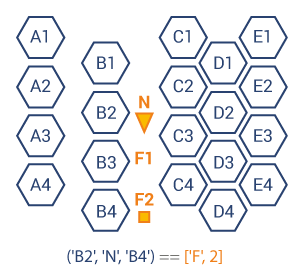 A1 C1 E1
B1 D1
A2 C2 E2
N
B2 D2
A3 C3 E3
B3 F1 D3
A4 C4 E4
F2
B4 D4
('B2', 'N', 'B4') == ['F', 2]